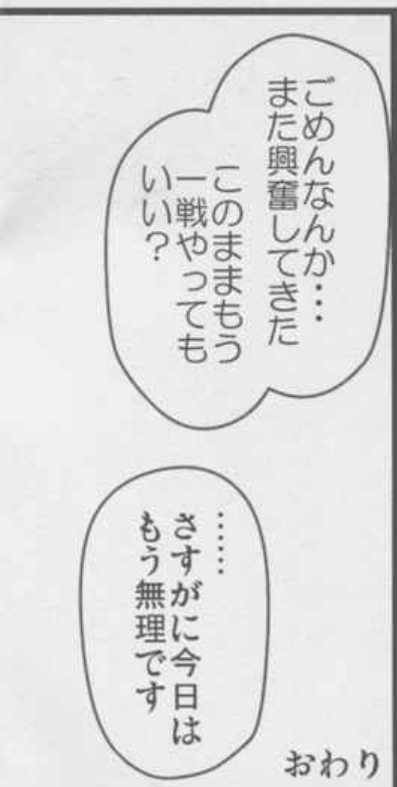 ごめんなんか・・・
また興奮してきた
このままもう
一戦やっても
いい？
……
さすがに今日は
もう無理です
おわり